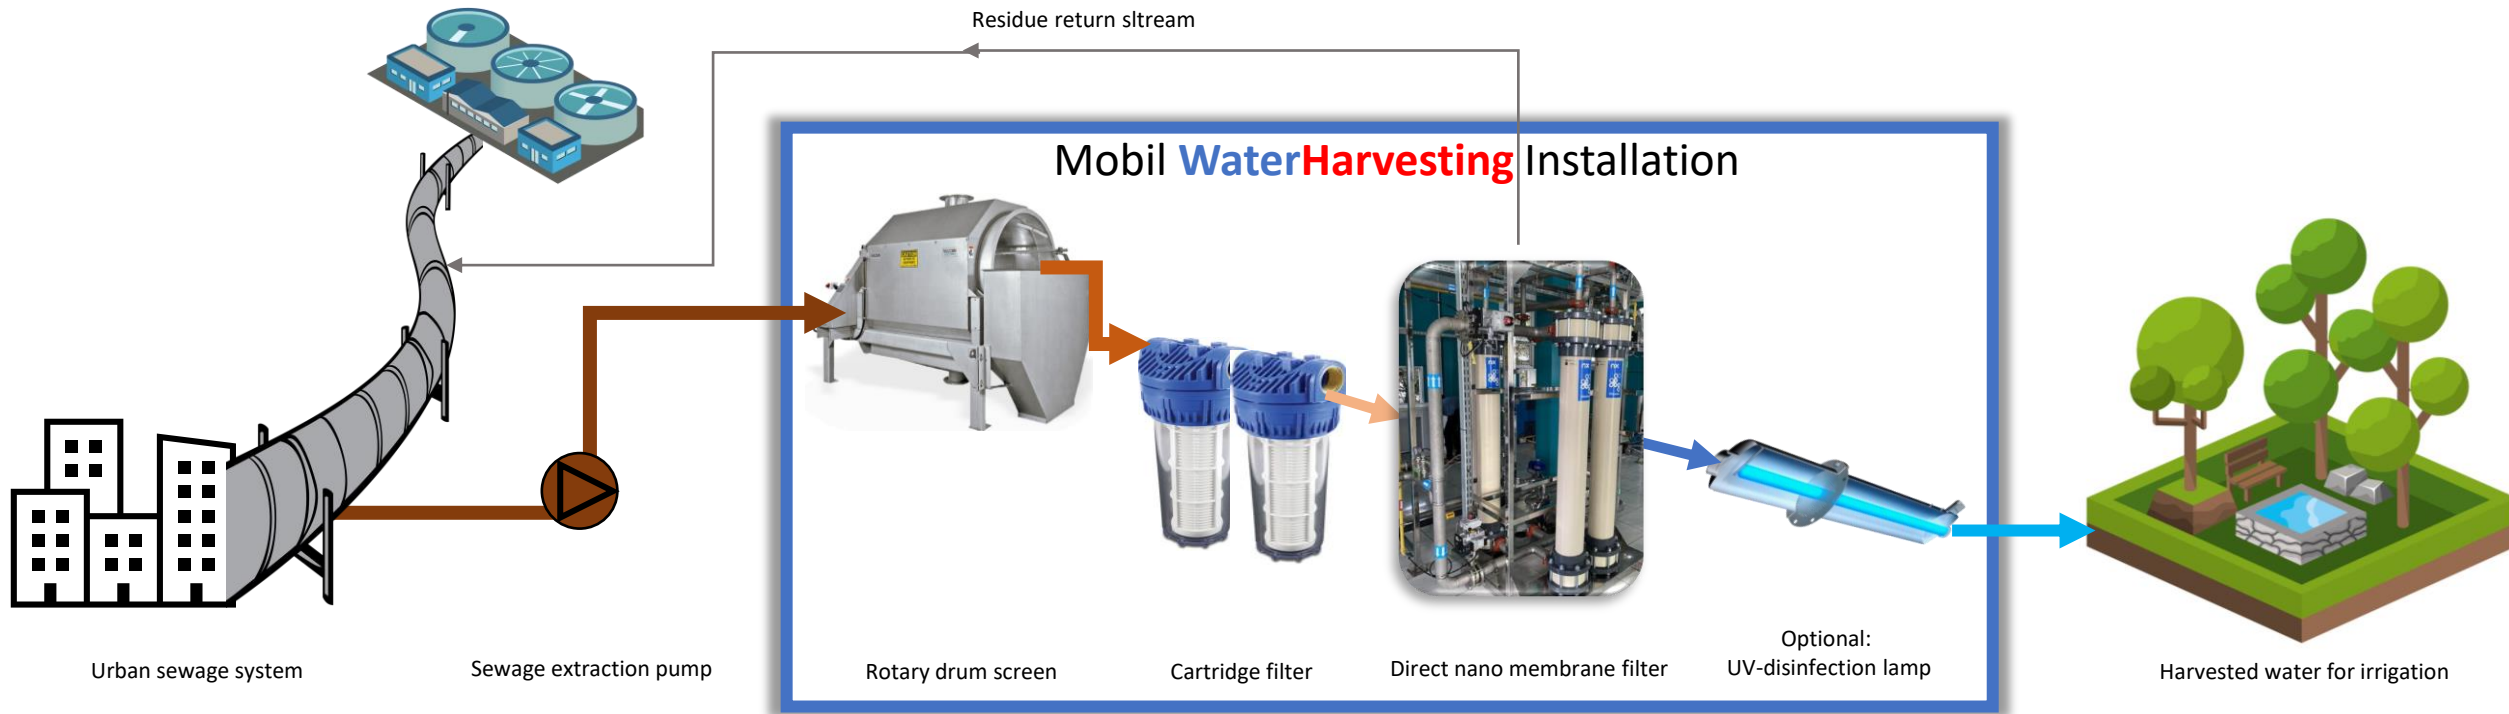 Residue return sltream
Mobil WaterHarvesting Installation
Urban sewage system
Sewage extraction pump
Rotary drum screen
Cartridge filter
Direct nano membrane filter
Optional:
UV-disinfection lamp
Harvested water for irrigation